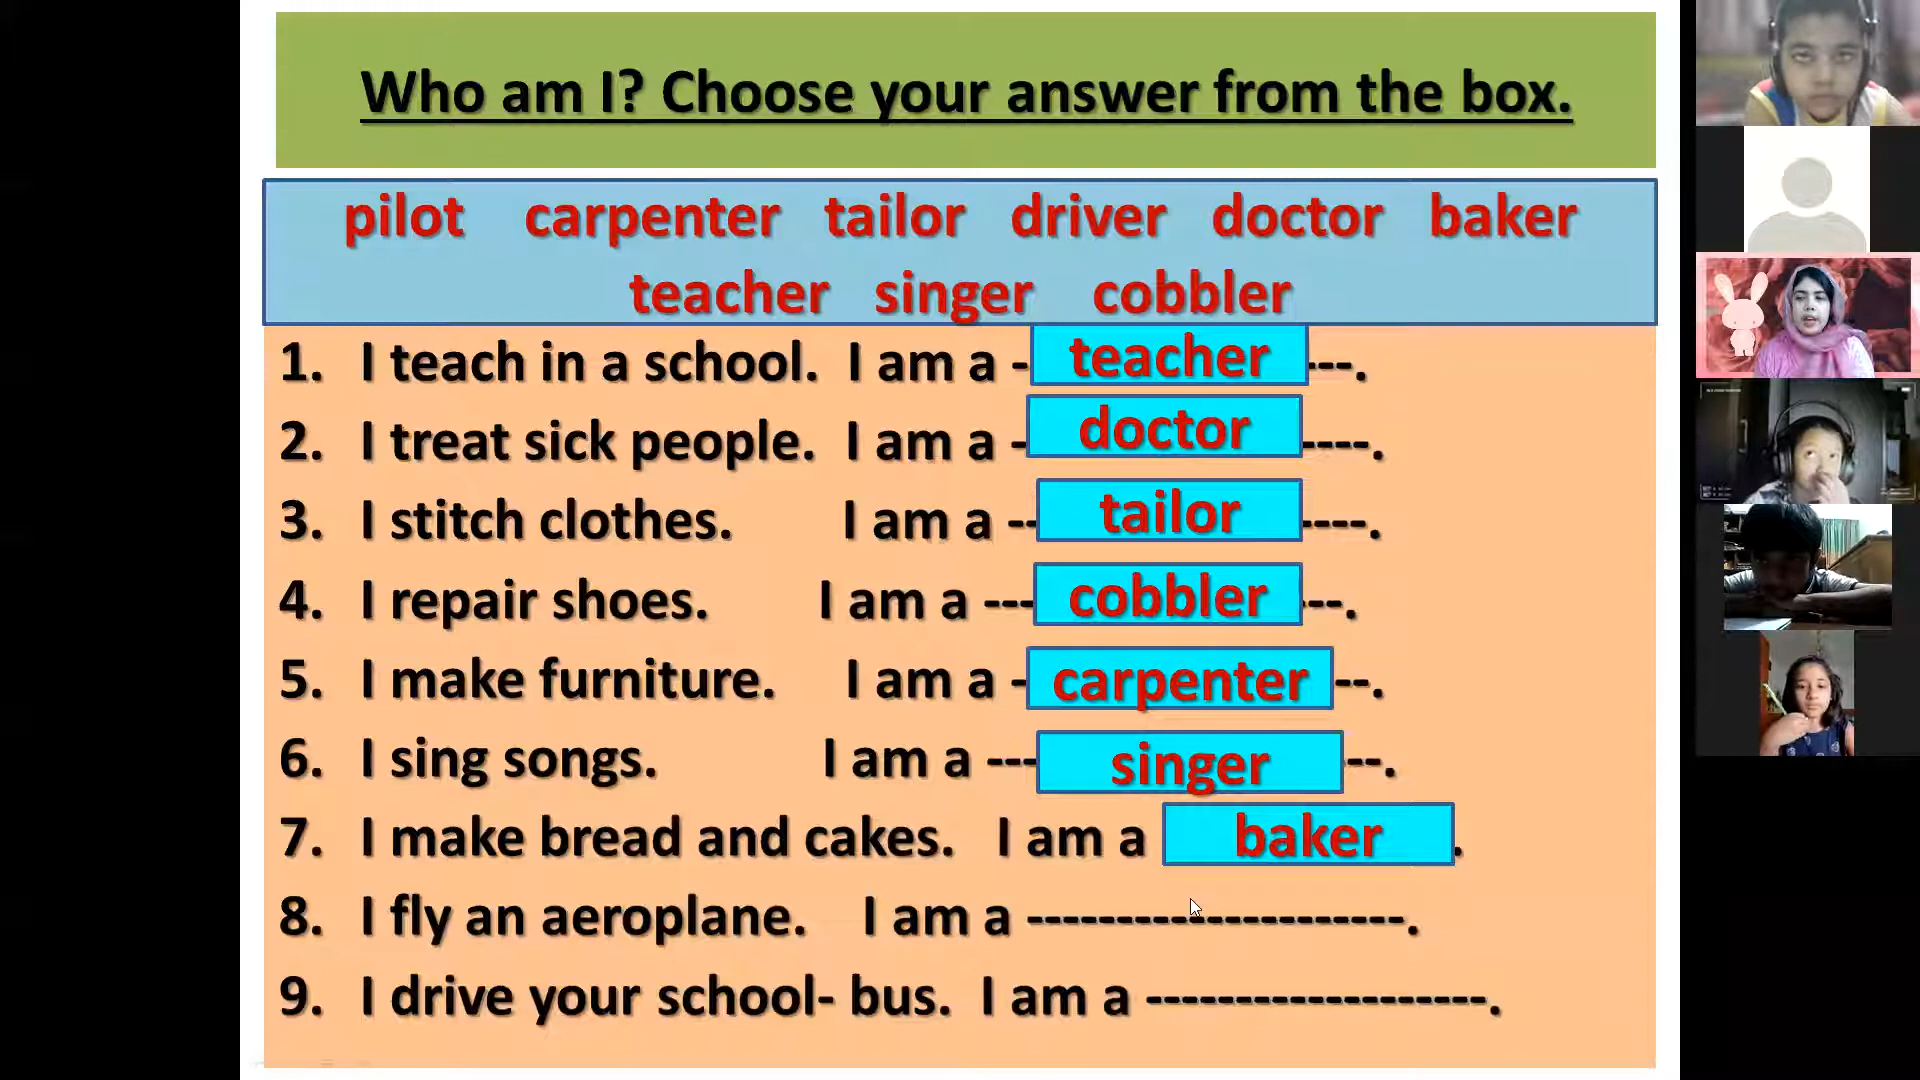 Who am I? Choose your answer from the box.
pilot carpenter tailor driver doctor baker
teacher singer cobbler
1. I teach in a school. I am a - teacher ---.
2. I treat sick people. I am a - doctor ----.
3. I stitch clothes. I am a -- tailor ----.
4. I repair shoes. I am a --- cobbler ---.
5. I make furniture. I am a - carpenter --.
6. I sing songs. I am a --- singer --.
7. I make bread and cakes. I am a baker .
8. I fly an aeroplane. I am a ---------------------.
9. I drive your school- bus. I am a -------------------.